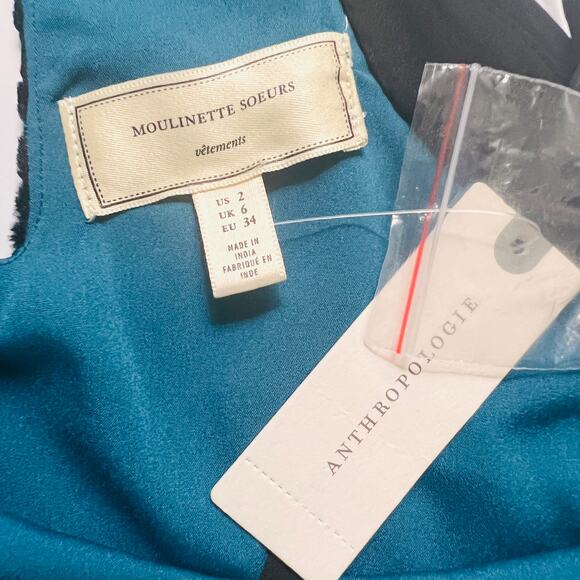 MOULINETTE SOEURS
vêtements
US 2
UK 6
EU 34
MADE IN
INDIA
FABRIQUÉ EN
INDE
ANTHROPOLOGIE